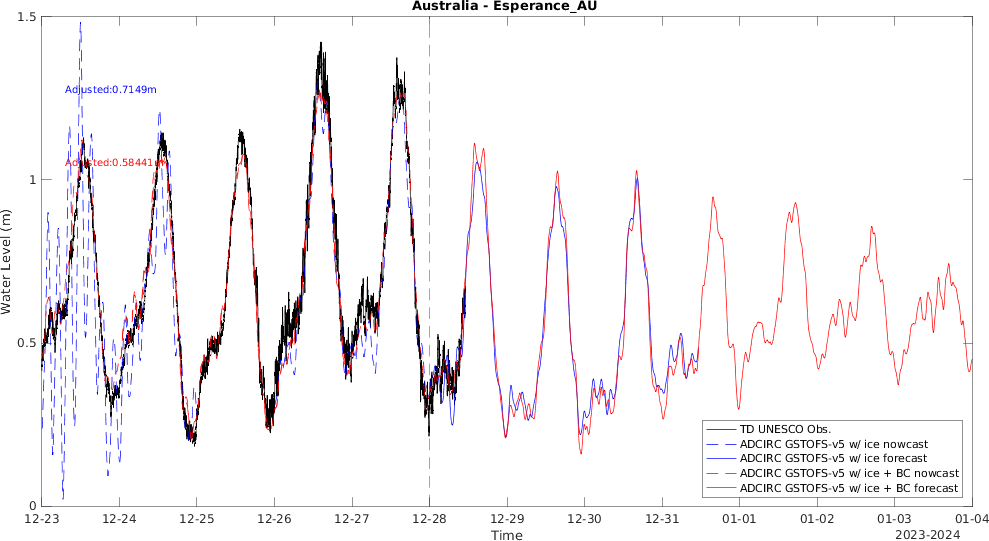 Australia - Esperance_AU
1.5
Adjusted:0.7149m
Adjusted:0.58441m
1
Water Level (m)
0.5
TD UNESCO Obs.
ADCIRC GSTOFS-v5 w/ ice nowcast
ADCIRC GSTOFS-v5 w/ ice forecast
ADCIRC GSTOFS-v5 w/ ice + BC nowcast
ADCIRC GSTOFS-v5 w/ ice + BC forecast
0
12-23 12-24 12-25 12-26 12-27 12-28 12-29 12-30 12-31 01-01 01-02 01-03 01-04
Time
2023-2024